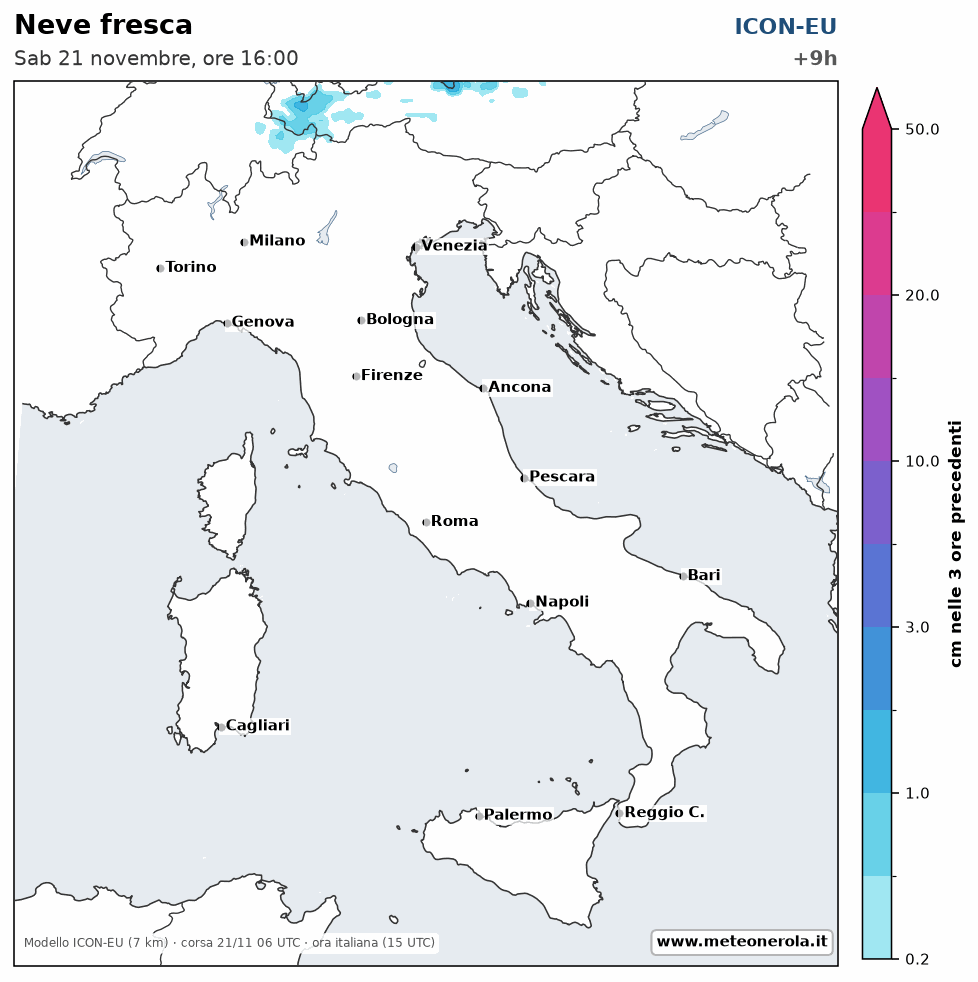 Neve fresca
ICON-EU
Sab 21 novembre, ore 16:00
+9h
50.0
20.0
10.0
3.0
1.0
0.2
cm nelle 3 ore precedenti
Milano
Venezia
Torino
Genova
Bologna
Firenze
Ancona
Pescara
Roma
Bari
Napoli
Cagliari
Palermo
Reggio C.
Modello ICON-EU (7 km) · corsa 21/11 06 UTC · ora italiana (15 UTC)
www.meteonerola.it